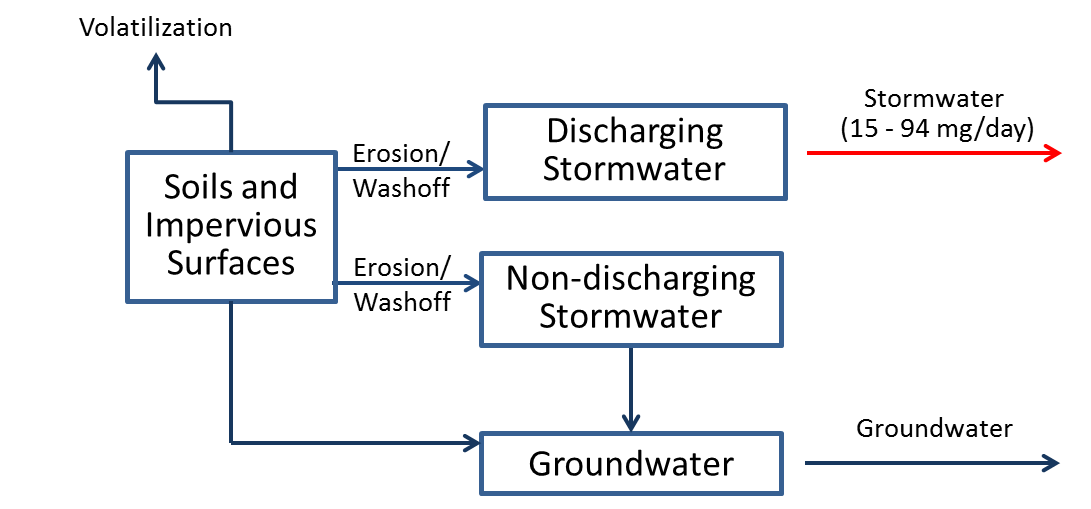 Volatilization
Stormwater
(15 - 94 mg/day)
Discharging
Stormwater
Erosion/
Washoff
Soils and
Impervious
Surfaces
Erosion/
Washoff
Non-discharging
Stormwater
Groundwater
Groundwater